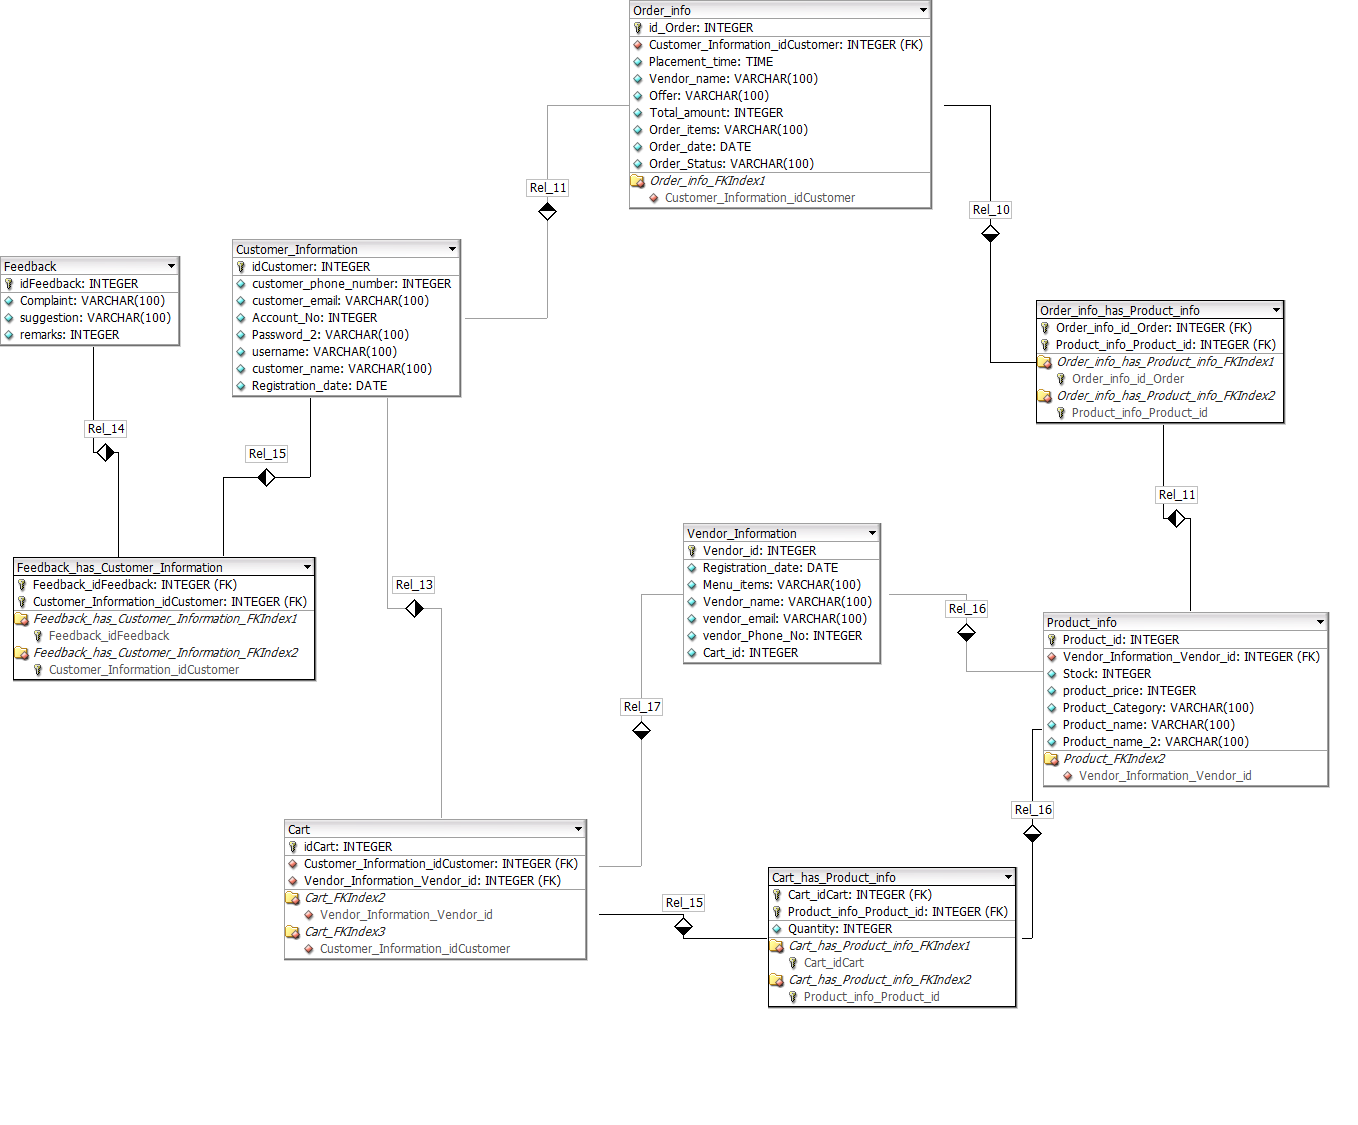 Order_info
id_Order: INTEGER
Customer_Information_idCustomer: INTEGER (FK)
Placement_time: TIME
Vendor_name: VARCHAR(100)
Offer: VARCHAR(100)
Total_amount: INTEGER
Order_items: VARCHAR(100)
Order_date: DATE
Order_Status: VARCHAR(100)
Order_info_FKIndex1
Customer_Information_idCustomer
Rel_11
Rel_10
Customer_Information
idCustomer: INTEGER
customer_phone_number: INTEGER
customer_email: VARCHAR(100)
Account_No: INTEGER
Password_2: VARCHAR(100)
username: VARCHAR(100)
customer_name: VARCHAR(100)
Registration_date: DATE
Feedback
idFeedback: INTEGER
Complaint: VARCHAR(100)
suggestion: VARCHAR(100)
remarks: INTEGER
Order_info_has_Product_info
Order_info_id_Order: INTEGER (FK)
Product_info_Product_id: INTEGER (FK)
Order_info_has_Product_info_FKIndex1
Order_info_id_Order
Order_info_has_Product_info_FKIndex2
Product_info_Product_id
Rel_14
Rel_15
Rel_11
Feedback_has_Customer_Information
Feedback_idFeedback: INTEGER (FK)
Customer_Information_idCustomer: INTEGER (FK)
Feedback_has_Customer_Information_FKIndex1
Feedback_idFeedback
Feedback_has_Customer_Information_FKIndex2
Customer_Information_idCustomer
Rel_13
Vendor_Information
Vendor_id: INTEGER
Registration_date: DATE
Menu_items: VARCHAR(100)
Vendor_name: VARCHAR(100)
vendor_email: VARCHAR(100)
vendor_Phone_No: INTEGER
Cart_id: INTEGER
Rel_16
Product_info
Product_id: INTEGER
Vendor_Information_Vendor_id: INTEGER (FK)
Stock: INTEGER
product_price: INTEGER
Product_Category: VARCHAR(100)
Product_name: VARCHAR(100)
Product_name_2: VARCHAR(100)
Product_FKIndex2
Vendor_Information_Vendor_id
Rel_17
Rel_16
Cart
idCart: INTEGER
Customer_Information_idCustomer: INTEGER (FK)
Vendor_Information_Vendor_id: INTEGER (FK)
Cart_FKIndex2
Vendor_Information_Vendor_id
Cart_FKIndex3
Customer_Information_idCustomer
Rel_15
Cart_has_Product_info
Cart_idCart: INTEGER (FK)
Product_info_Product_id: INTEGER (FK)
Quantity: INTEGER
Cart_has_Product_info_FKIndex1
Cart_idCart
Cart_has_Product_info_FKIndex2
Product_info_Product_id